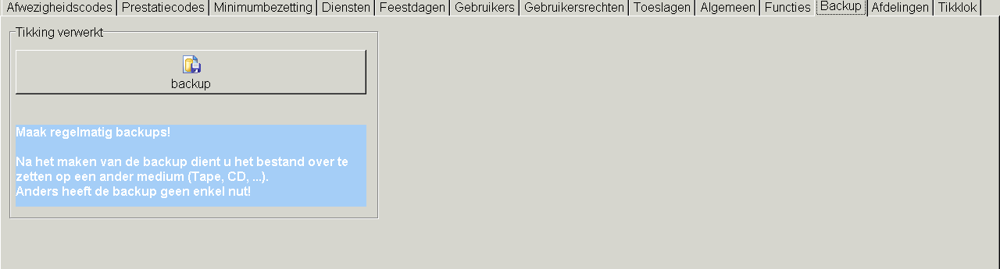 Afwezigheidscodes Prestatiecodes Minimumbezetting Diensten Feestdagen Gebruikers Gebruikersrechten Toeslagen Algemeen Functies Backup Afdelingen Tikklok
Tikking verwerkt
backup
Maak regelmatig backups!
Na het maken van de backup dient u het bestand over te
zetten op een ander medium (Tape, CD, ...).
Anders heeft de backup geen enkel nut!